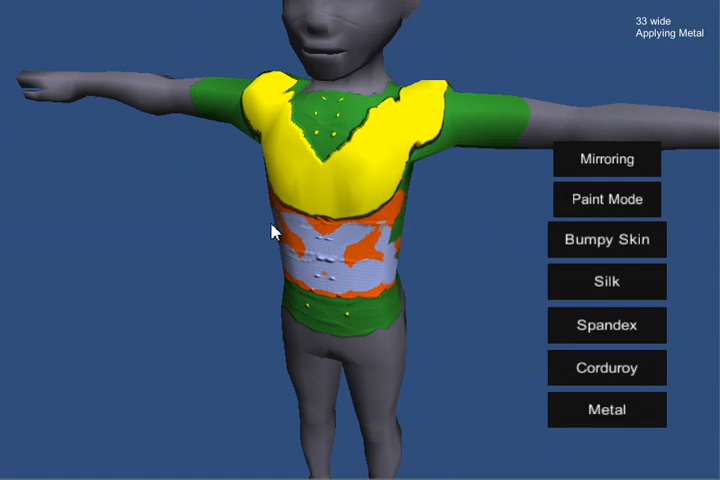 33 wide
Applying Metal
Mirroring
Paint Mode
Bumpy Skin
Silk
Spandex
Corduroy
Metal